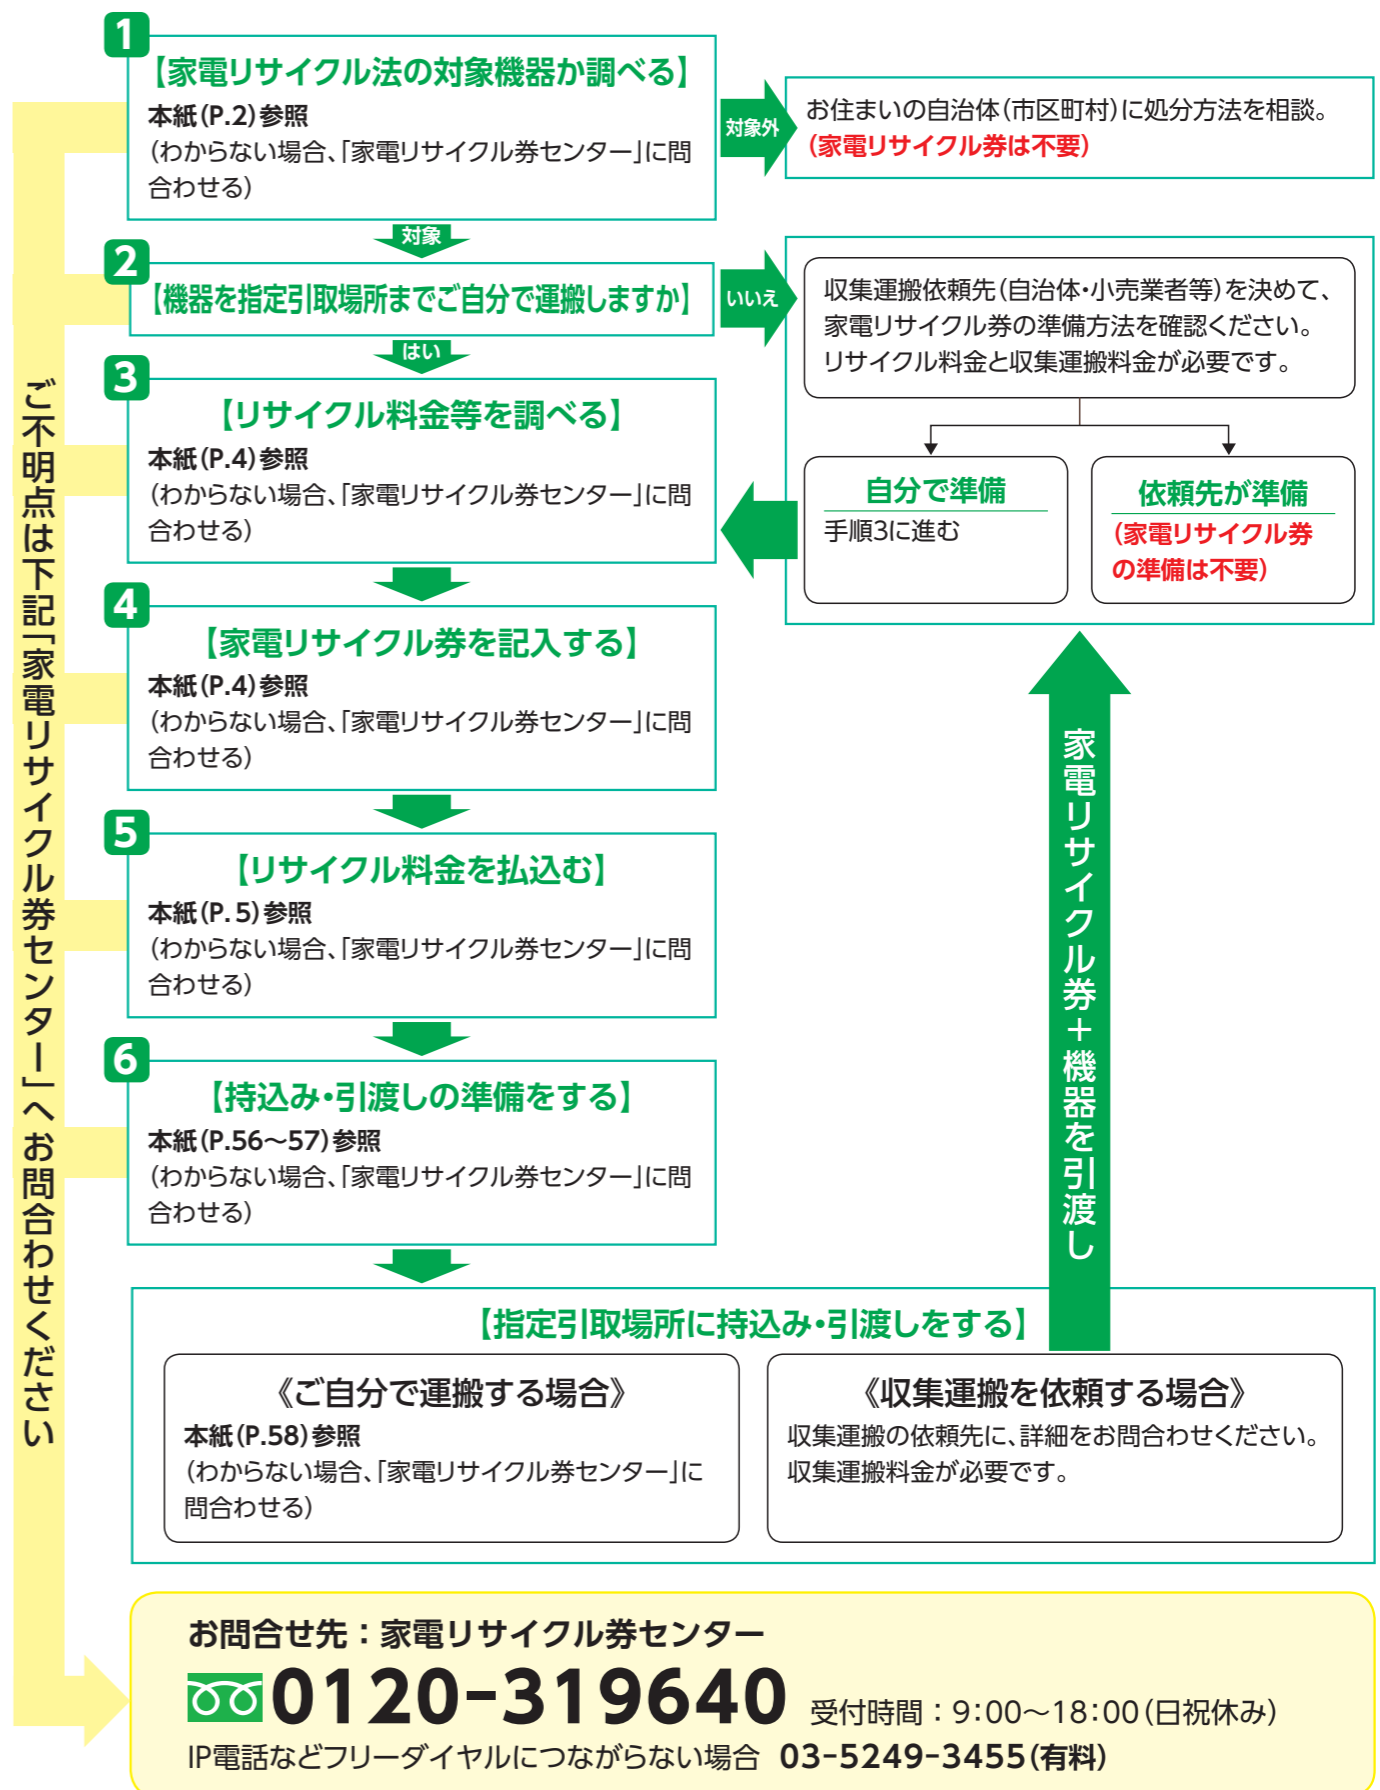 1
【家電リサイクル法の対象機器か調べる】
本紙(P.2)参照
(わからない場合、「家電リサイクル券センター」に問
合わせる)
対象外
お住まいの自治体(市区町村)に処分方法を相談。
(家電リサイクル券は不要)
対象
2
【機器を指定引取場所までご自分で運搬しますか】
いいえ
収集運搬依頼先(自治体・小売業者等)を決めて、
家電リサイクル券の準備方法を確認ください。
リサイクル料金と収集運搬料金が必要です。
自分で準備
手順3に進む
依頼先が準備
(家電リサイクル券
の準備は不要)
はい
3
【リサイクル料金等を調べる】
本紙(P.4)参照
(わからない場合、「家電リサイクル券センター」に問
合わせる)
4
【家電リサイクル券を記入する】
本紙(P.4)参照
(わからない場合、「家電リサイクル券センター」に問
合わせる)
5
【リサイクル料金を払込む】
本紙(P. 5)参照
(わからない場合、「家電リサイクル券センター」に問
合わせる)
6
【持込み・引渡しの準備をする】
本紙(P.56〜57)参照
(わからない場合、「家電リサイクル券センター」に問
合わせる)
家電リサイクル券+機器を引渡し
【指定引取場所に持込み・引渡しをする】
《ご自分で運搬する場合》
本紙(P.58)参照
(わからない場合、「家電リサイクル券センター」に
問合わせる)
《収集運搬を依頼する場合》
収集運搬の依頼先に、詳細をお問合わせください。
収集運搬料金が必要です。
ご不明点は下記「家電リサイクル券センター」へお問合わせください
お問合せ先:家電リサイクル券センター
0120-319640 受付時間:9:00〜18:00(日祝休み)
IP電話などフリーダイヤルにつながらない場合 03-5249-3455(有料)